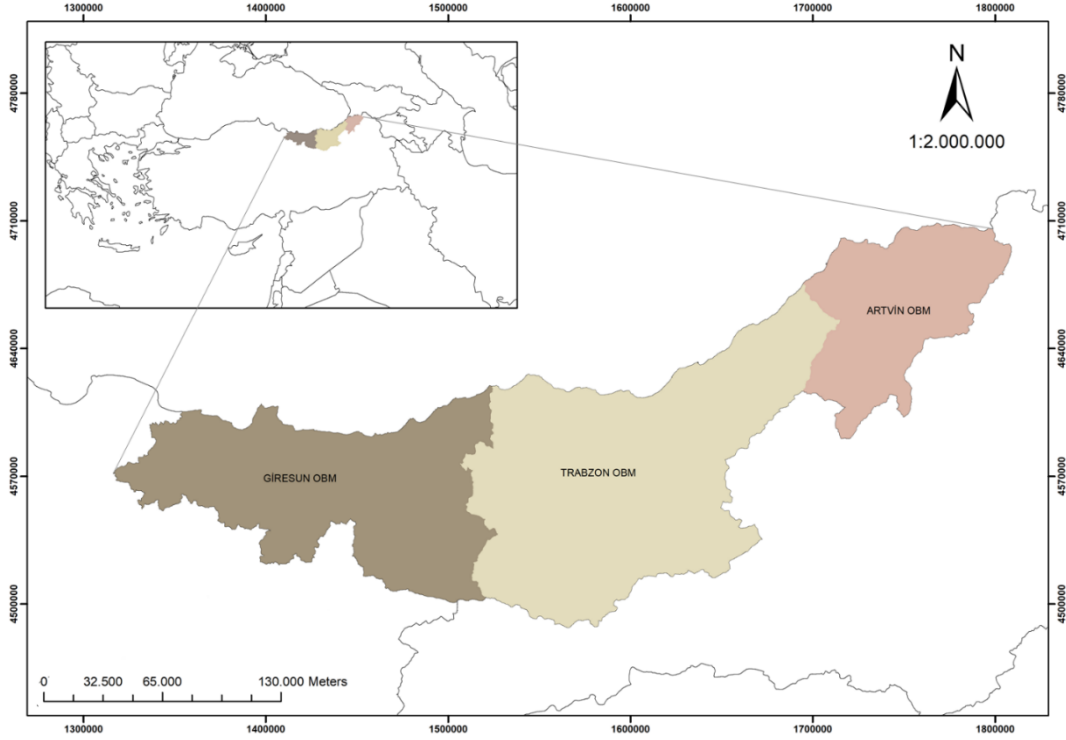 1300000 1400000 1500000 1600000 1700000 1800000
N
1:2.000.000
4780000 4780000
4710000 4710000
4640000 4640000
4570000 4570000
4500000 4500000
ARTVİN OBM
TRABZON OBM
GİRESUN OBM
0 32.500 65.000 130.000 Meters
1300000 1400000 1500000 1600000 1700000 1800000